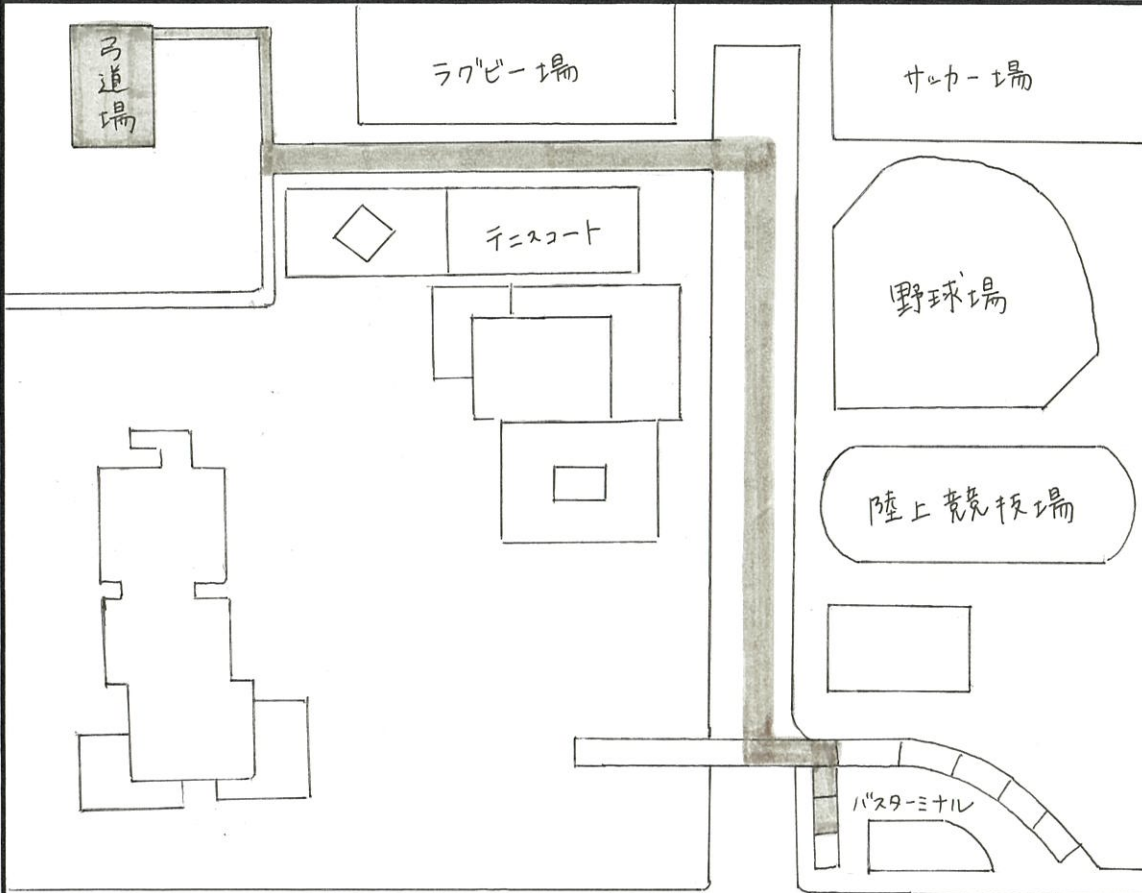 弓道場
ラグビー場
サッカー場
テニスコート
野球場
陸上競技場
バスターミナル